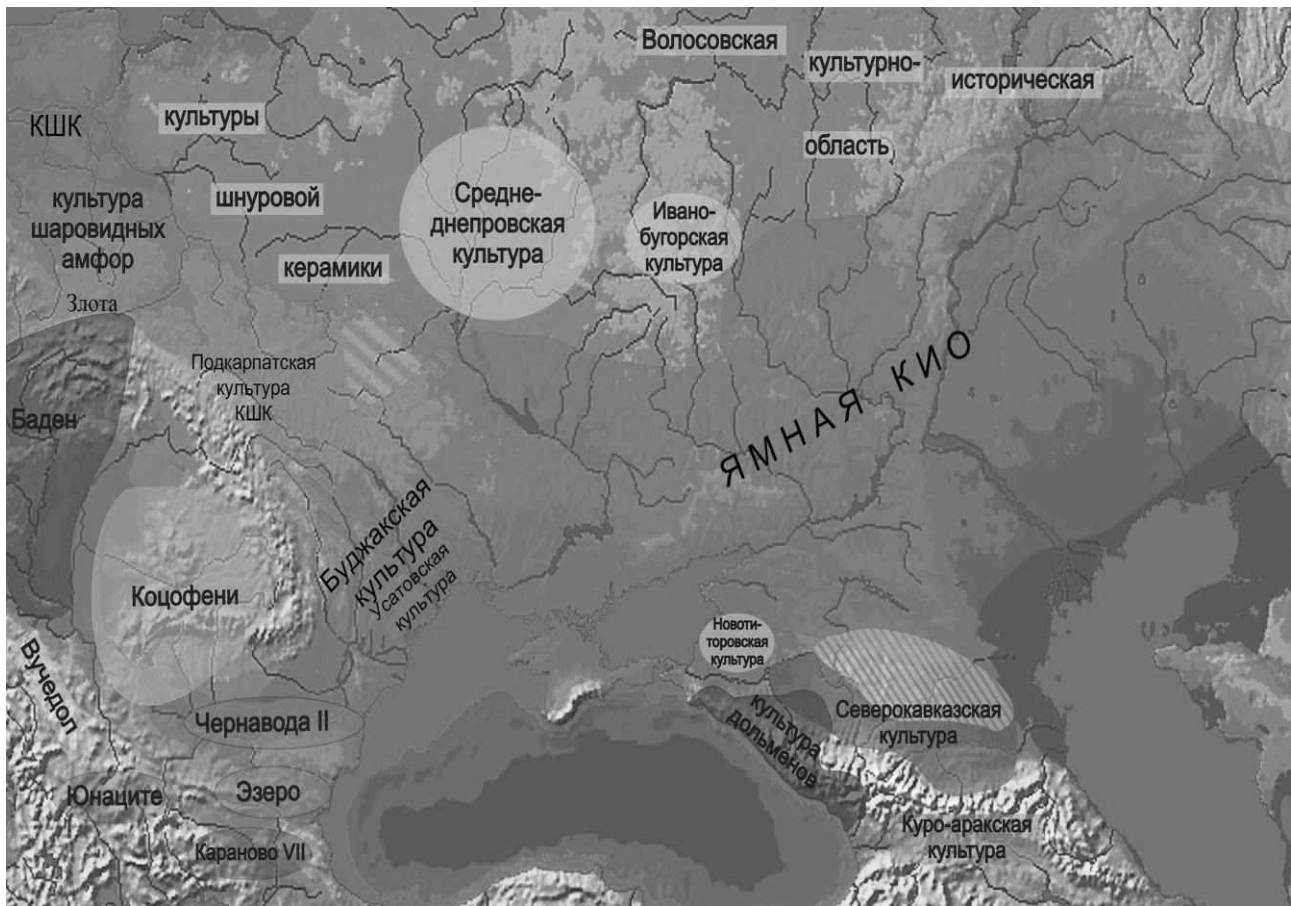 Волосовская
культурно-
историческая
область
КШК
культуры
шнуровой
керамики
культура
шаровидных
амфор
Злота
Средне-
днепровская
культура
Ивано-
бугорская
культура
Подкарпатская
культура
КШК
Баден
ЯМНАЯ КИО
Буджакская
культура
Усатовская
культура
Коцофени
Вучедол
Чернавода II
Юнаците
Эзеро
Караново VII
Новоти-
торовская
культура
культура
дольменов
Северокавказская
культура
Куро-аракская
культура